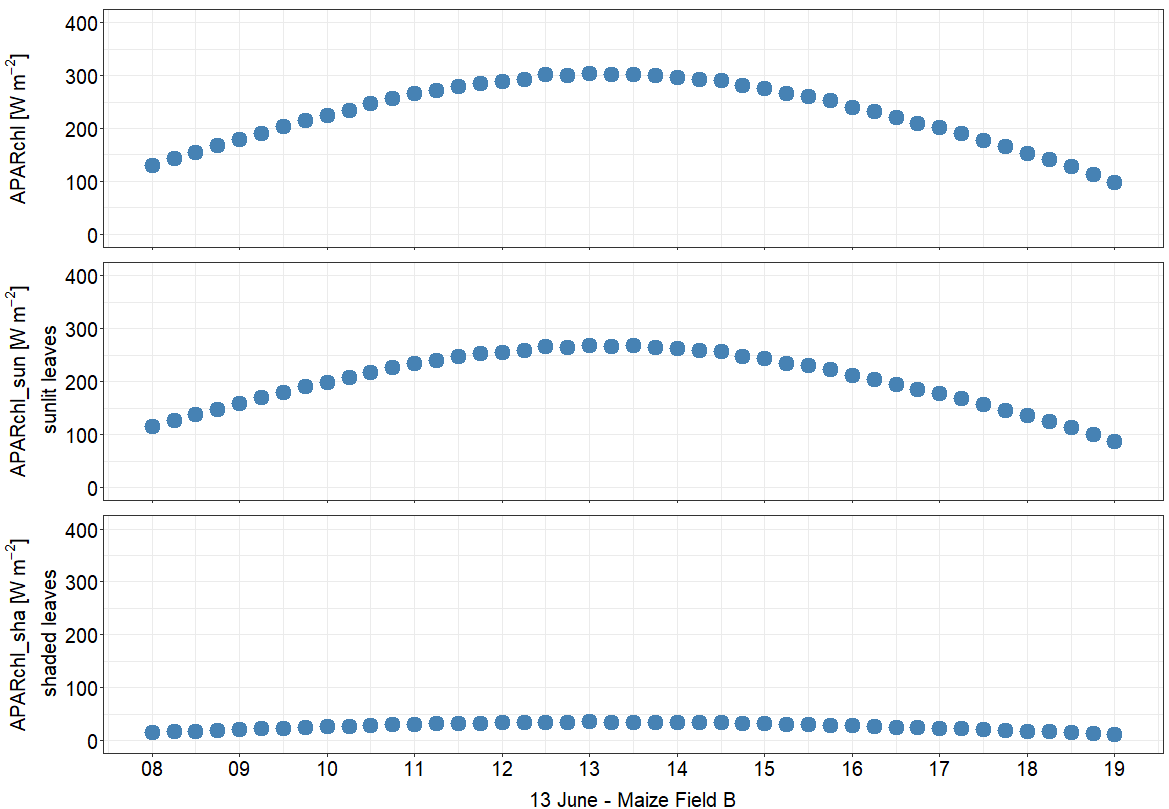 APARchl [W m⁻²]
400
300
200
100
0
APARchl_sun [W m⁻²]
sunlit leaves
400
300
200
100
0
APARchl_sha [W m⁻²]
shaded leaves
400
300
200
100
0
08 09 10 11 12 13 14 15 16 17 18 19
13 June - Maize Field B